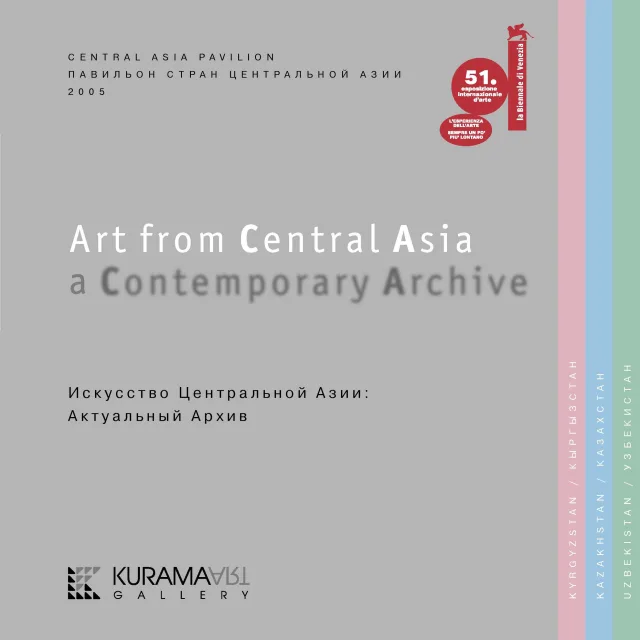 CENTRAL ASIA PAVILION
ПАВИЛЬОН СТРАН ЦЕНТРАЛЬНОЙ АЗИИ
2005
51.
esposizione
internazionale
d'arte
L'ESPERIENZA
DELL'ARTE
SEMPRE UN PO'
PIU' LONTANO
la Biennale di Venezia
Art from Central Asia
a Contemporary Archive
Искусство Центральной Азии:
Актуальный Архив
KURAMAART
GALLERY
KYRGYZSTAN / КЫРГЫЗСТАН
KAZAKHSTAN / КАЗАХСТАН
UZBEKISTAN / УЗБЕКИСТАН